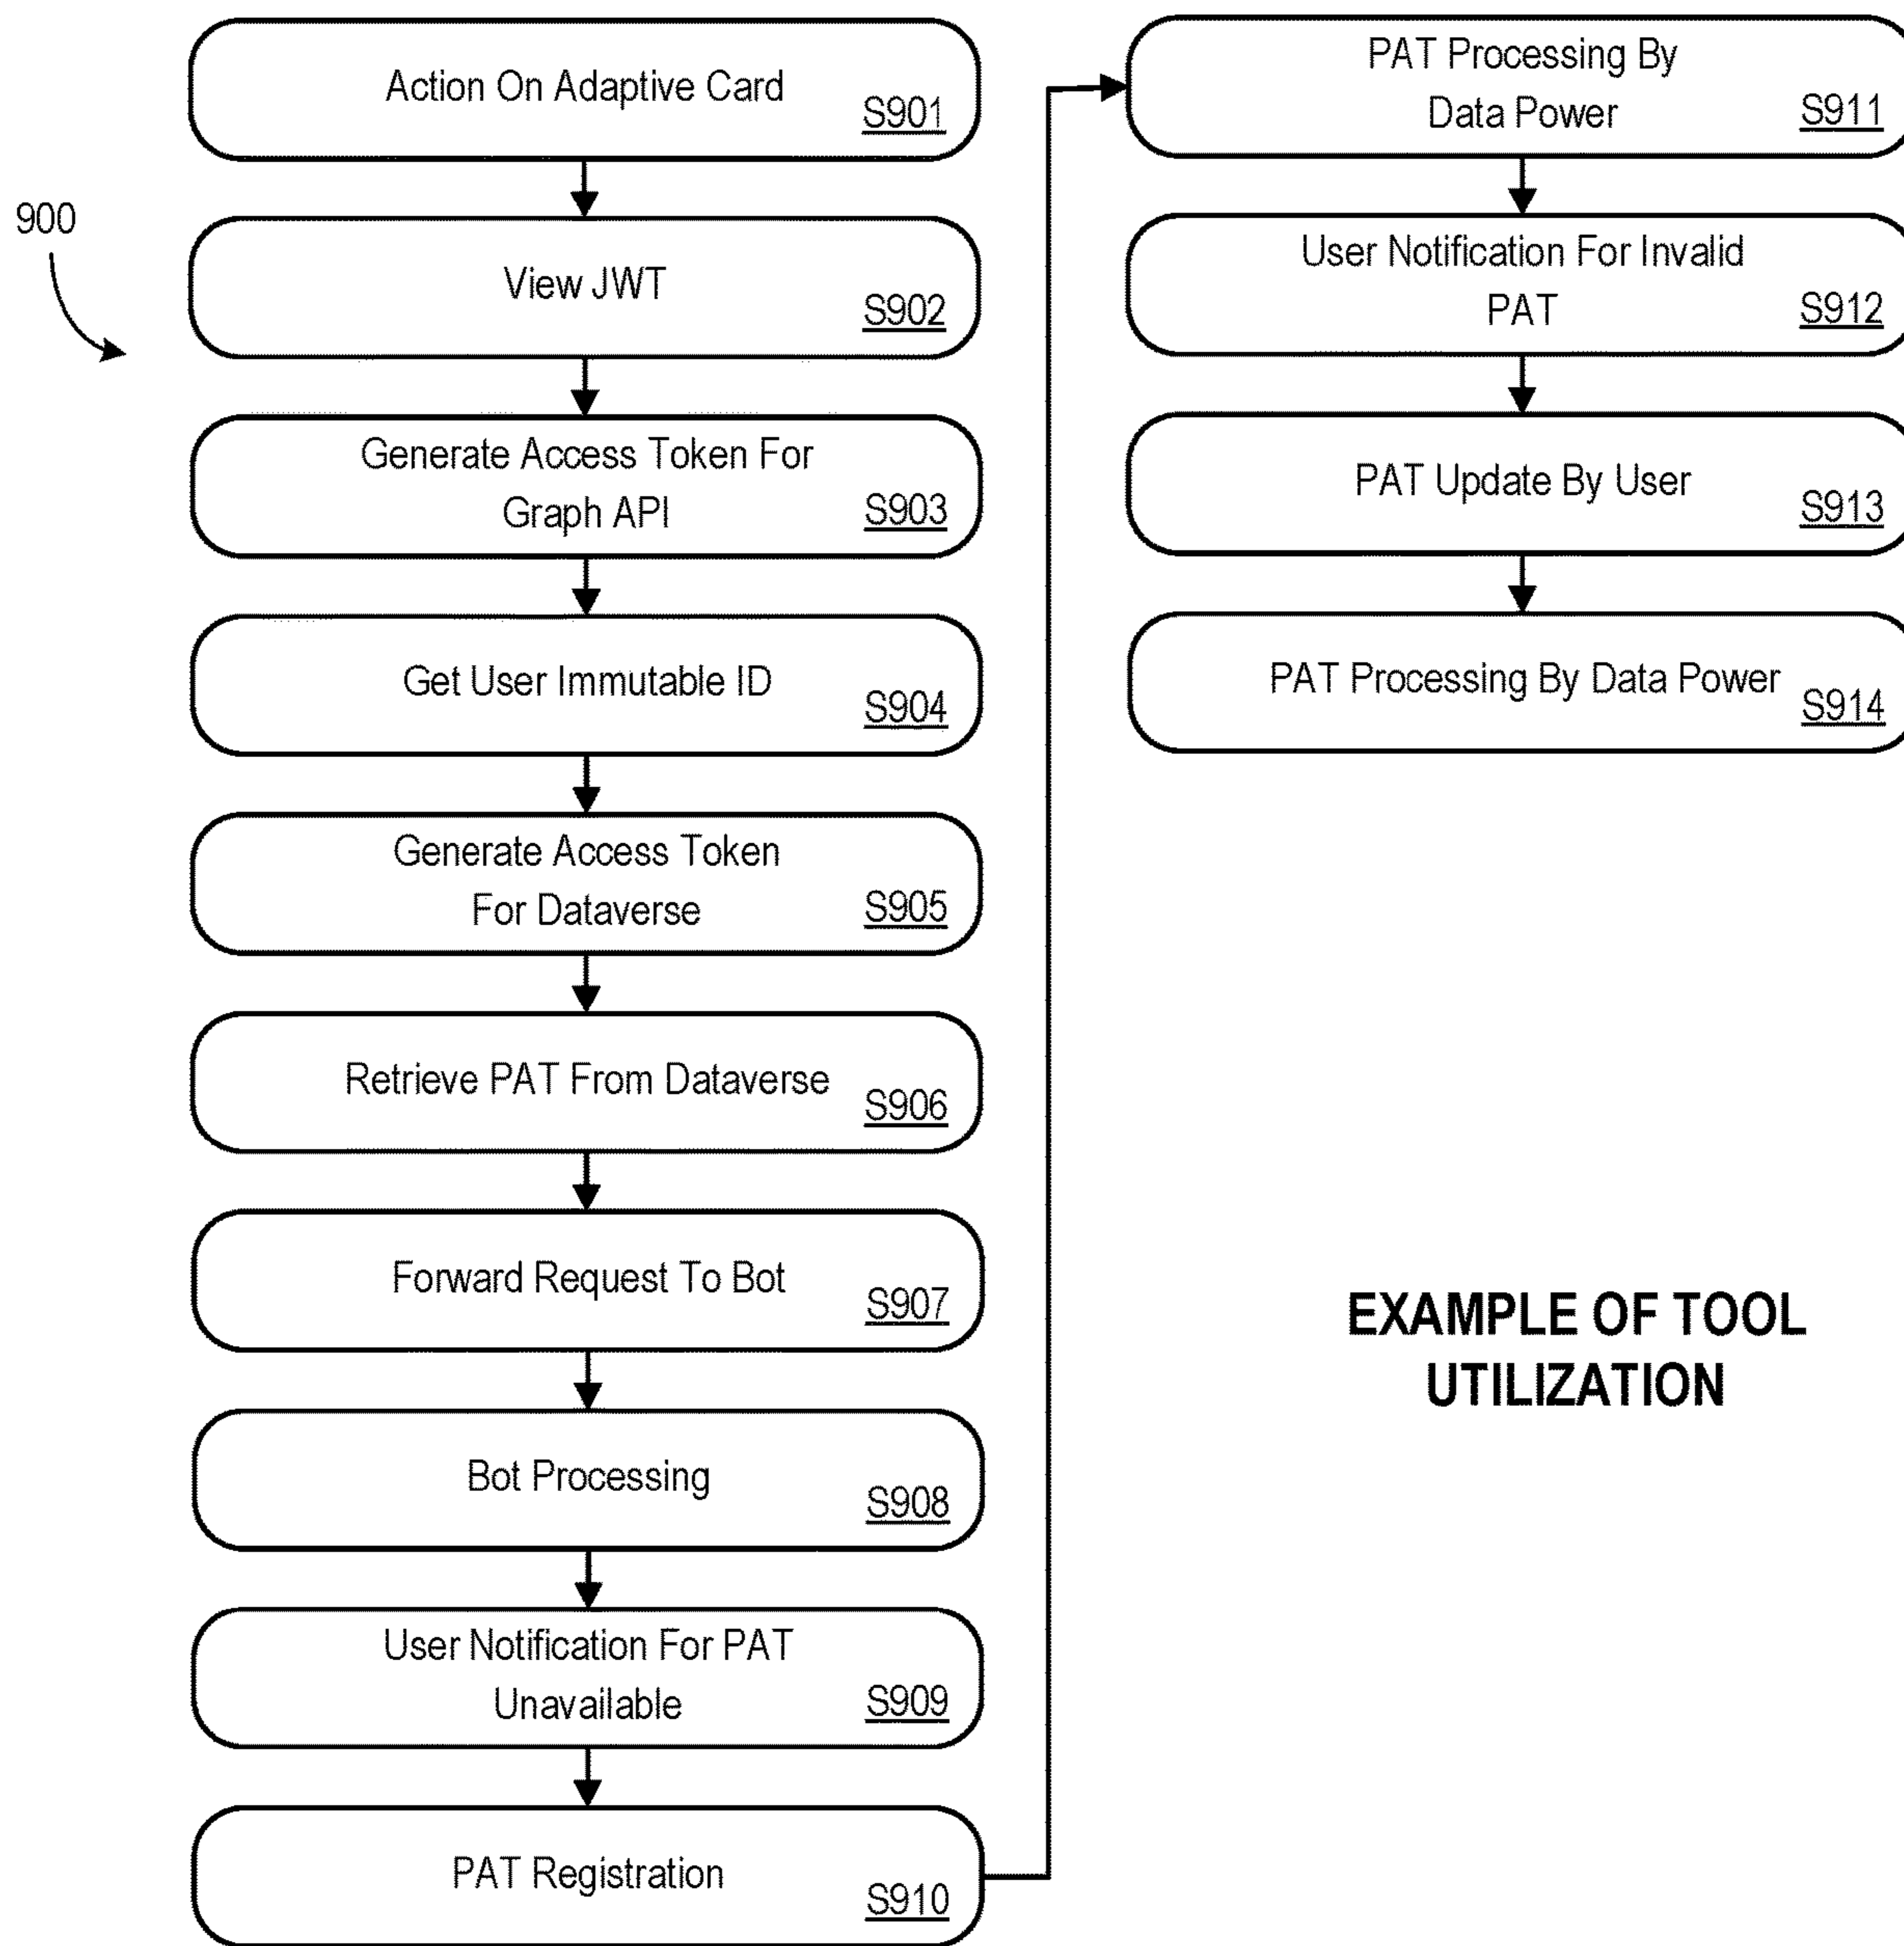 900
Action On Adaptive Card
S901
View JWT
S902
Generate Access Token For
Graph API
S903
Get User Immutable ID
S904
Generate Access Token
For Dataverse
S905
Retrieve PAT From Dataverse
S906
Forward Request To Bot
S907
Bot Processing
S908
User Notification For PAT
Unavailable
S909
PAT Registration
S910
PAT Processing By
Data Power
S911
User Notification For Invalid
PAT
S912
PAT Update By User
S913
PAT Processing By Data Power
S914
EXAMPLE OF TOOL
UTILIZATION